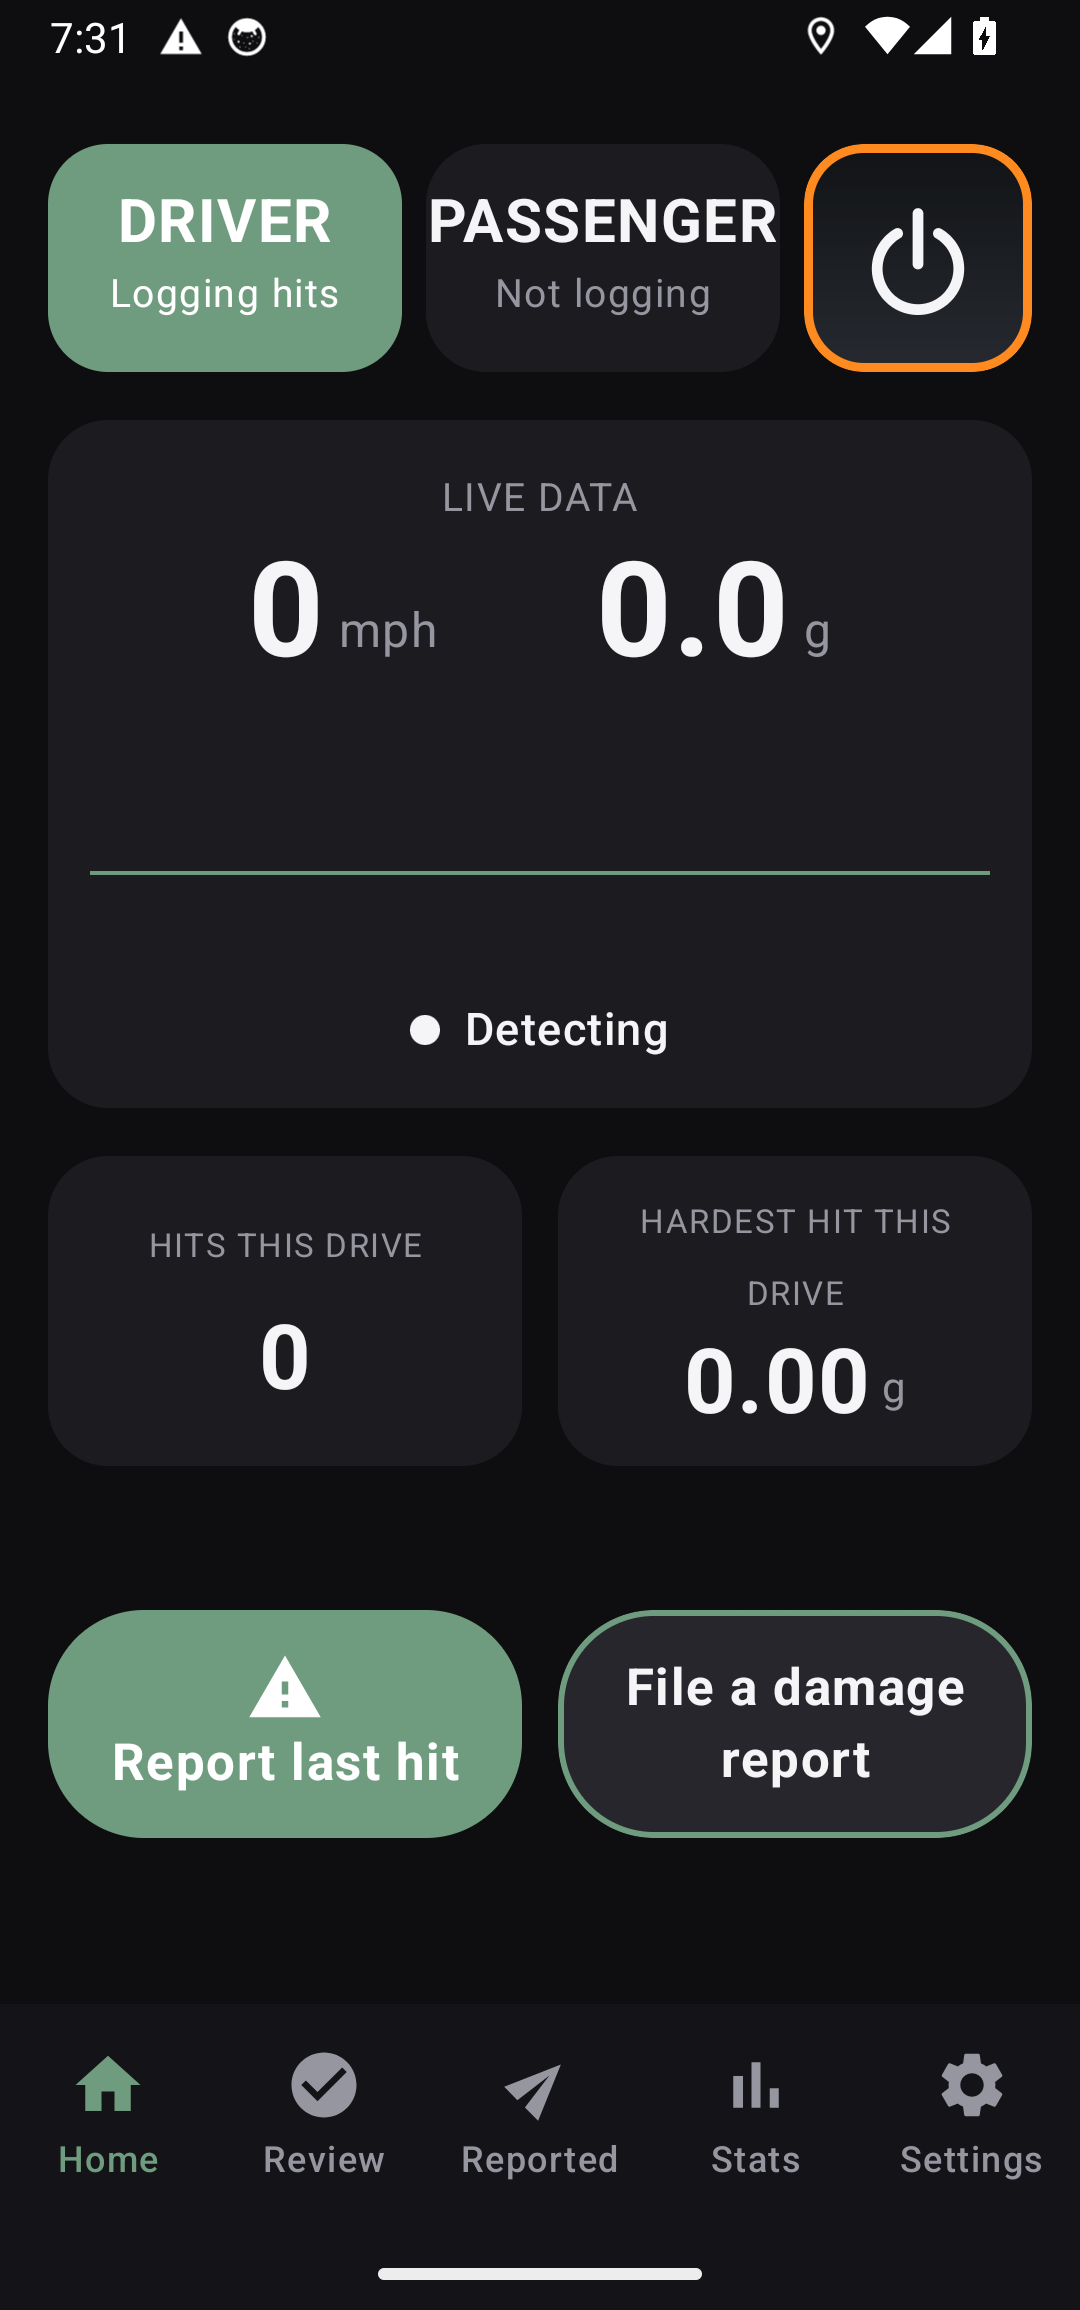 7:31
DRIVER
Logging hits
PASSENGER
Not logging
LIVE DATA
0 mph
0.0 g
Detecting
HITS THIS DRIVE
0
HARDEST HIT THIS
DRIVE
0.00 g
Report last hit
File a damage
report
Home
Review
Reported
Stats
Settings